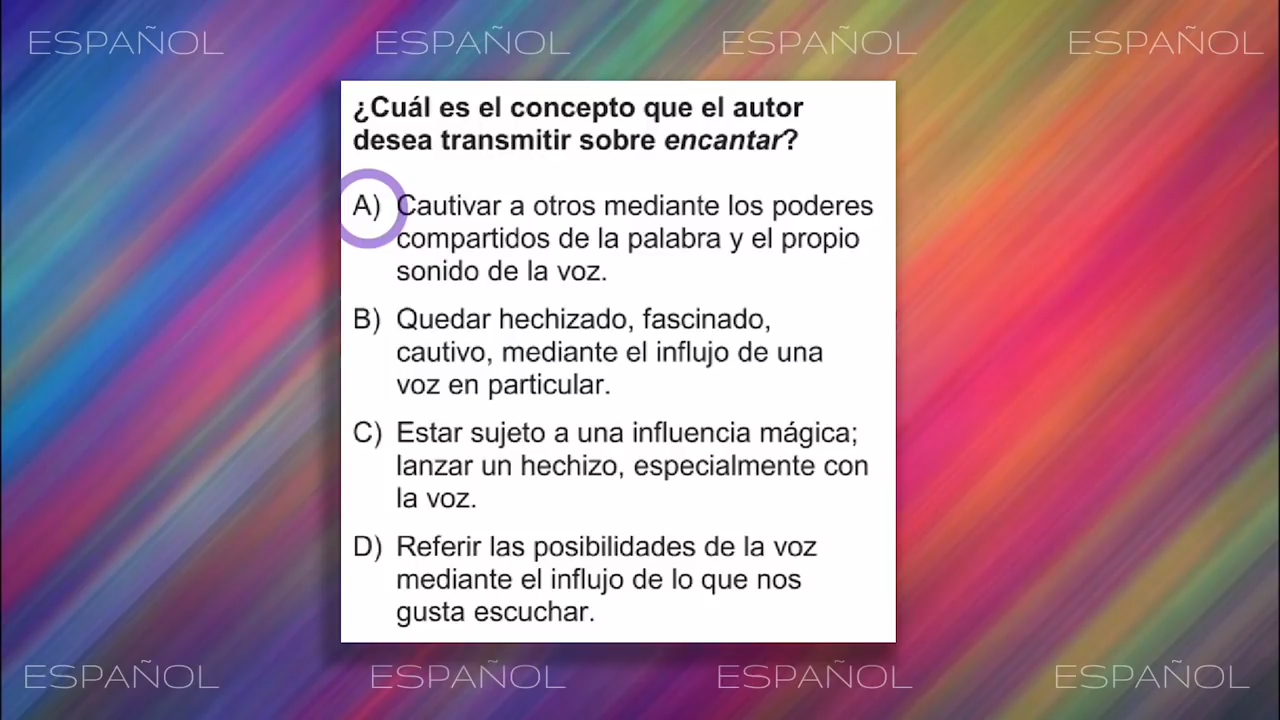 ESPAÑOL ESPAÑOL ESPAÑOL ESPAÑOL
¿Cuál es el concepto que el autor
desea transmitir sobre encantar?
A) Cautivar a otros mediante los poderes
compartidos de la palabra y el propio
sonido de la voz.
B) Quedar hechizado, fascinado,
cautivo, mediante el influjo de una
voz en particular.
C) Estar sujeto a una influencia mágica;
lanzar un hechizo, especialmente con
la voz.
D) Referir las posibilidades de la voz
mediante el influjo de lo que nos
gusta escuchar.
ESPAÑOL ESPAÑOL ESPAÑOL ESPAÑOL